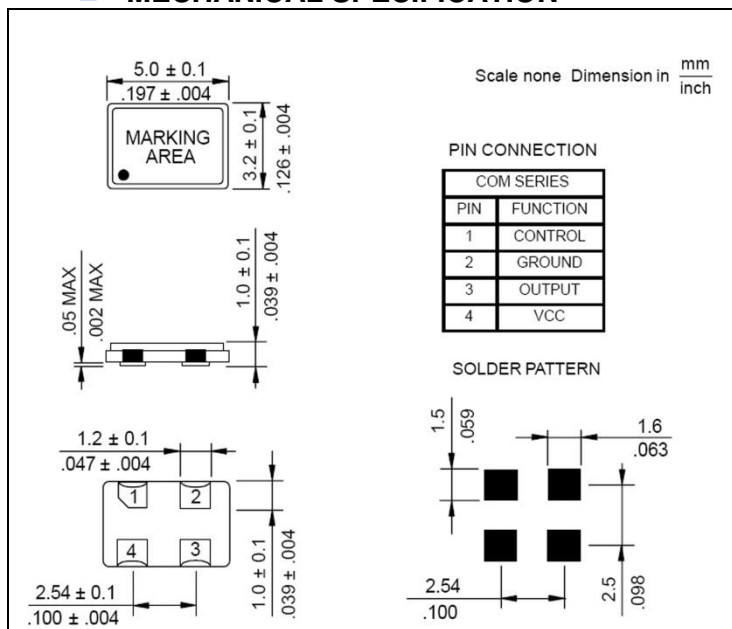 MECHANICAL SPECIFICATION
5.0 ± 0.1
.197 ± .004
MARKING
AREA
3.2 ± 0.1
.126 ± .004
Scale none Dimension in mm
inch
PIN CONNECTION
COM SERIES
PIN FUNCTION
1 CONTROL
2 GROUND
3 OUTPUT
4 VCC
.05 MAX
.002 MAX
1.0 ± 0.1
.039 ± .004
SOLDER PATTERN
1.2 ± 0.1
.047 ± .004
1 2
4 3
1.0 ± 0.1
.039 ± .004
2.54 ± 0.1
.100 ± .004
1.5
.059
1.6
.063
2.54
.100
2.5
.098